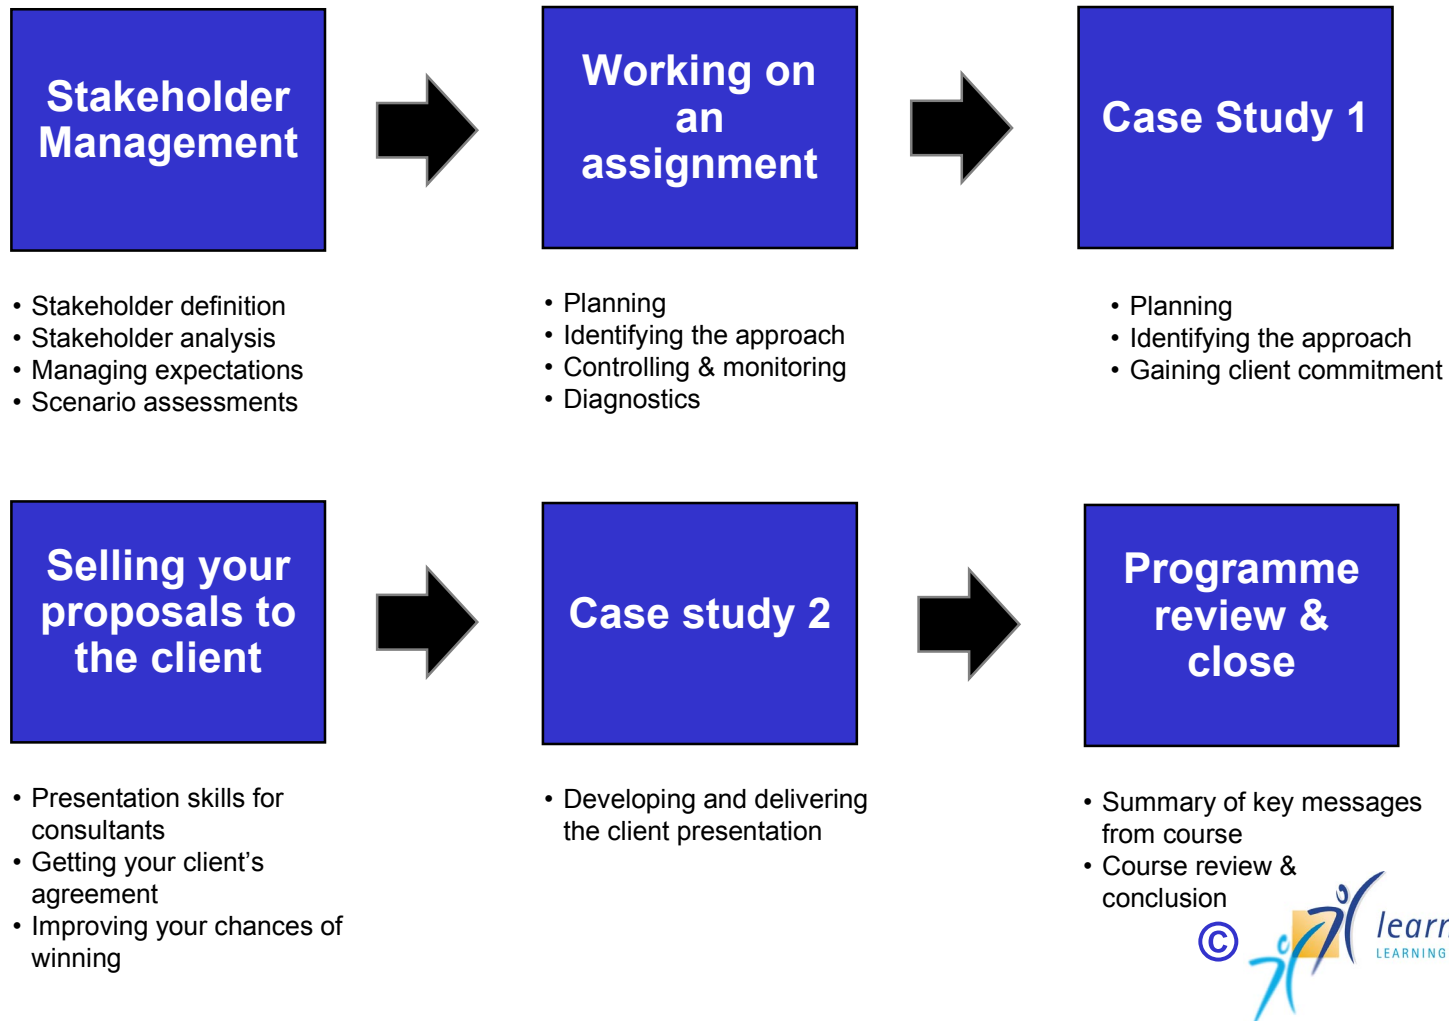 Stakeholder
Management
• Stakeholder definition
• Stakeholder analysis
• Managing expectations
• Scenario assessments
Working on
an
assignment
• Planning
• Identifying the approach
• Controlling & monitoring
• Diagnostics
Case Study 1
• Planning
• Identifying the approach
• Gaining client commitment
Selling your
proposals to
the client
• Presentation skills for
consultants
• Getting your client’s
agreement
• Improving your chances of
winning
Case study 2
• Developing and delivering
the client presentation
Programme
review &
close
• Summary of key messages
from course
• Course review &
conclusion
©
LEARNING